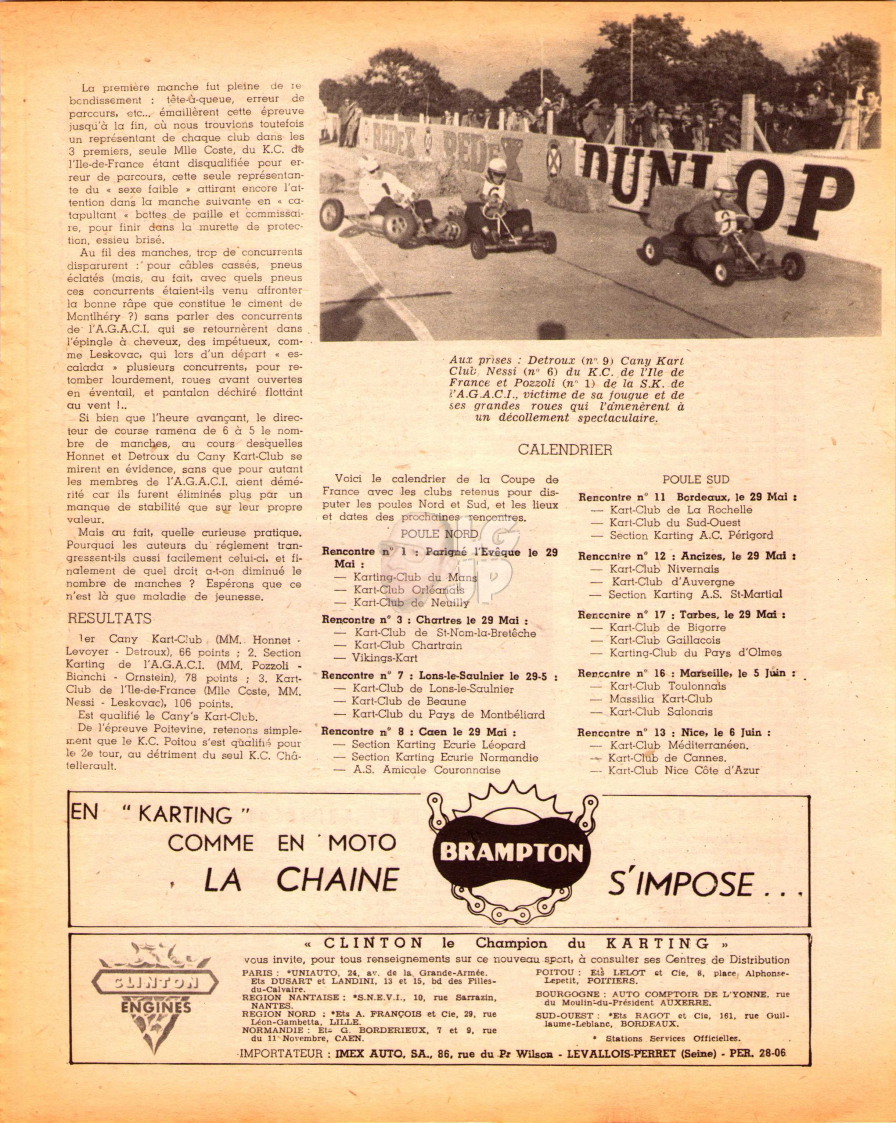 La première manche fut pleine de re-
bondissement : tête-à-queue, erreur de
parcours, etc... émaillèrent cette épreuve
jusqu'à la fin, où nous trouvions toutefois
un représentant de chaque club dans les
3 premiers, seule Mlle Coste, du K.C. de
l'Ile-de-France étant disqualifiée pour er-
reur de parcours, cette seule représentan-
te du « sexe faible » attirant encore l'at-
tention dans la manche suivante en « ca-
tapultant « bottes de paille et commissai-
re, pour finir dans la murette de protec-
tion, essieu brisé.
Au fil des manches, trop de concurrents
disparurent : pour câbles cassés, pneus
éclatés (mais, au fait, avec quels pneus
ces concurrents étaient-ils venu affronter
la bonne râpe que constitue le ciment de
Montlhéry ?) sans parler des concurrents
de l'A.G.A.C.I. qui se retournèrent dans
l'épingle à cheveux, des impétueux, com-
me Leskovac, qui lors d'un départ « es-
calada » plusieurs concurrents, pour re-
tomber lourdement, roues avant ouvertes
en éventail, et pantalon déchiré flottant
au vent !..
Si bien que l'heure avançant, le direc-
teur de course ramena de 6 à 5 le nom-
bre de manches, au cours desquelles
Honnet et Detroux du Cany Kart-Club se
mirent en évidence, sans que pour autant
les membres de l'A.G.A.C.I. aient démé-
rité car ils furent éliminés plus par un
manque de stabilité que sur leur propre
valeur.
Mais au fait, quelle curieuse pratique.
Pourquoi les auteurs du réglement tran-
gressent-ils aussi facilement celui-ci, et fi-
nalement de quel droit a-t-on diminué le
nombre de manches ? Espérons que ce
n'est là que maladie de jeunesse.
RESULTATS
1er Cany Kart-Club (MM. Honnet -
Levoyer - Detroux), 66 points ; 2. Section
Karting de l'A.G.A.C.I. (MM. Pozzoli -
Bianchi - Ornstein), 78 points ; 3. Kart-
Club de l'Ile-de-France (Mlle Coste, MM.
Nessi - Leskovac), 106 points.
Est qualifié le Cany's Kart-Club.
De l'épreuve Poitevine, retenons simple-
ment que le K.C. Poitou s'est qualifié pour
le 2e tour, au détriment du seul K.C. Châ-
tellerault.
REDEX REDEX DUNLOP
1 6 9
Aux prises : Detroux (n° 9) Cany Kart
Club Nessi (n° 6) du K.C. de l'Ile de
France et Pozzoli (n° 1) de la S.K. de
l'A.G.A.C.I., victime de sa fougue et de
ses grandes roues qui l'amenèrent à
un décollement spectaculaire.
CALENDRIER
Voici le calendrier de la Coupe de
France avec les clubs retenus pour dis-
puter les poules Nord et Sud, et les lieux
et dates des prochaines rencontres.
POULE NORD
Rencontre n° 1 : Parigné l'Evêque le 29
Mai :
— Karting-Club du Mans
— Kart-Club Orléanais
— Kart-Club de Neuilly
Rencontre n° 3 : Chartres le 29 Mai :
— Kart-Club de St-Nom-la-Bretêche
— Kart-Club Chartrain
— Vikings-Kart
Rencontre n° 7 : Lons-le-Saulnier le 29-5 :
— Kart-Club de Lons-le-Saulnier
— Kart-Club de Beaune
— Kart-Club du Pays de Montbéliard
Rencontre n° 8 : Caen le 29 Mai :
— Section Karting Ecurie Léopard
— Section Karting Ecurie Normandie
— A.S. Amicale Couronnaise
POULE SUD
Rencontre n° 11 Bordeaux, le 29 Mai :
— Kart-Club de La Rochelle
— Kart-Club du Sud-Ouest
— Section Karting A.C. Périgord
Rencontre n° 12 : Ancizes, le 29 Mai :
— Kart-Club Nivernais
— Kart-Club d'Auvergne
— Section Karting A.S. St-Martial
Rencontre n° 17 : Tarbes, le 29 Mai :
— Kart-Club de Bigorre
— Kart-Club Gaillacois
— Karting-Club du Pays d'Olmes
Rencontre n° 16 : Marseille, le 5 Juin :
— Kart-Club Toulonnais
— Massilia Kart-Club
— Kart-Club Salonais
Rencontre n° 13 : Nice, le 6 Juin :
— Kart-Club Méditerranéen.
— Kart-Club de Cannes.
— Kart-Club Nice Côte d'Azur
EN " KARTING "
COMME EN MOTO
LA CHAINE
BRAMPTON
S'IMPOSE ...
CLINTON
ENGINES
« CLINTON le Champion du KARTING »
vous invite, pour tous renseignements sur ce nouveau sport, à consulter ses Centres de Distribution
PARIS : *UNIAUTO, 24, av. de la Grande-Armée.
Ets DUSART et LANDINI, 13 et 15, bd des Filles-
du-Calvaire.
REGION NANTAISE : *S.N.E.V.I., 10, rue Sarrazin,
NANTES.
REGION NORD : *Ets A. FRANÇOIS et Cie, 29, rue
Léon-Gambetta, LILLE.
NORMANDIE : Ets G. BORDERIEUX, 7 et 9, rue
du 11 Novembre, CAEN.
POITOU : Ets LELOT et Cie, 8, place Alphonse-
Lepetit, POITIERS.
BOURGOGNE : AUTO COMPTOIR DE L'YONNE, rue
du Moulin-du-Président AUXERRE.
SUD-OUEST : *Ets RAGOT et Cie, 161, rue Guil-
laume-Leblanc, BORDEAUX.
* Stations Services Officielles.
IMPORTATEUR : IMEX AUTO, SA., 86, rue du Pr Wilson - LEVALLOIS-PERRET (Seine) - PER. 28-06